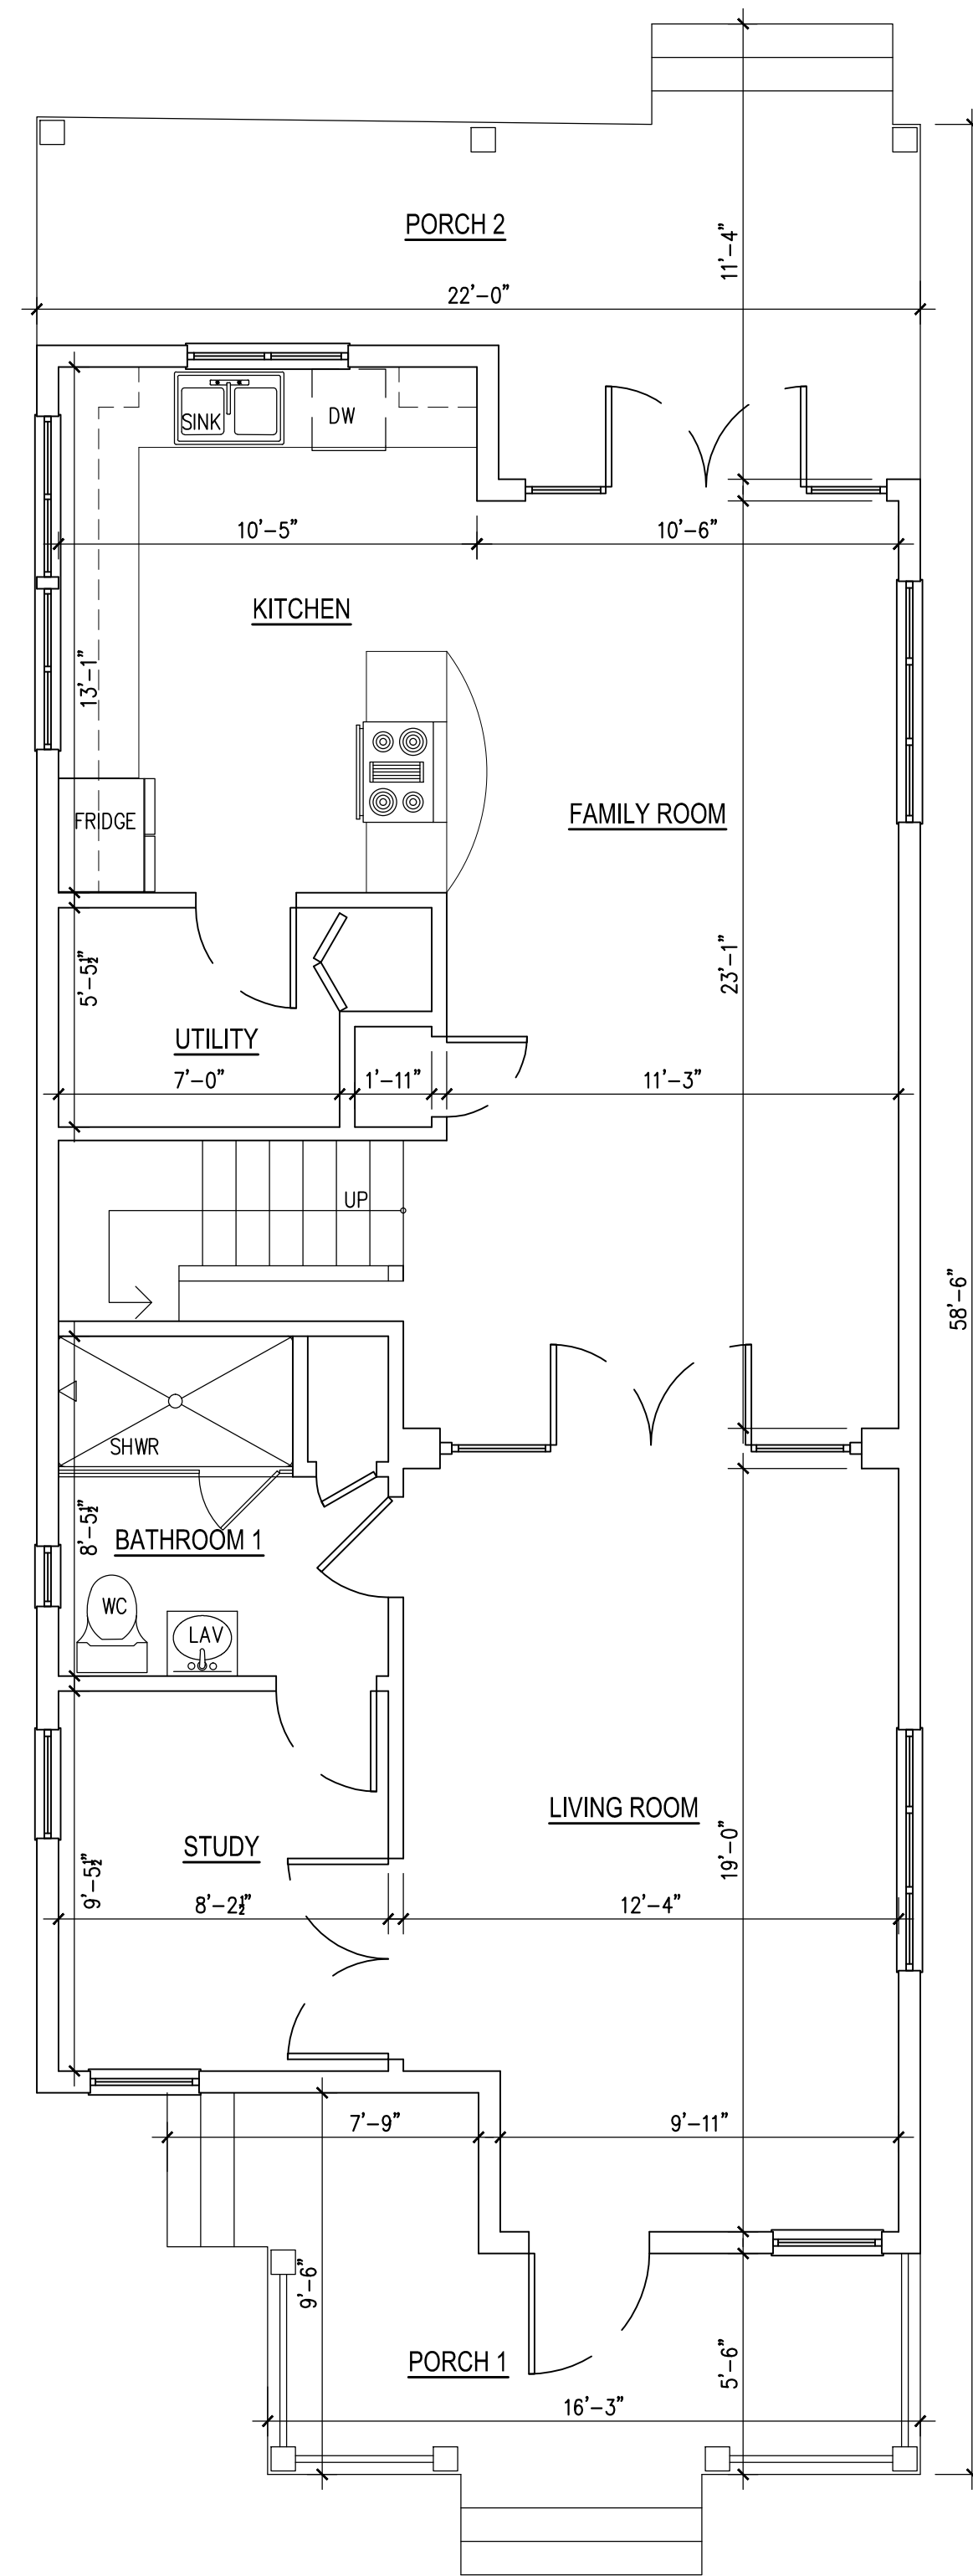 PORCH 2
11'-4"
22'-0"
SINK
DW
10'-5"
10'-6"
KITCHEN
13'-1"
FRIDGE
FAMILY ROOM
5'-5½"
23'-1"
UTILITY
7'-0"
1'-11"
11'-3"
UP
58'-6"
SHWR
8'-5½"
BATHROOM 1
WC
LAV
LIVING ROOM
STUDY
9'-5½"
19'-0"
8'-2½"
12'-4"
7'-9"
9'-11"
9'-6"
PORCH 1
5'-6"
16'-3"